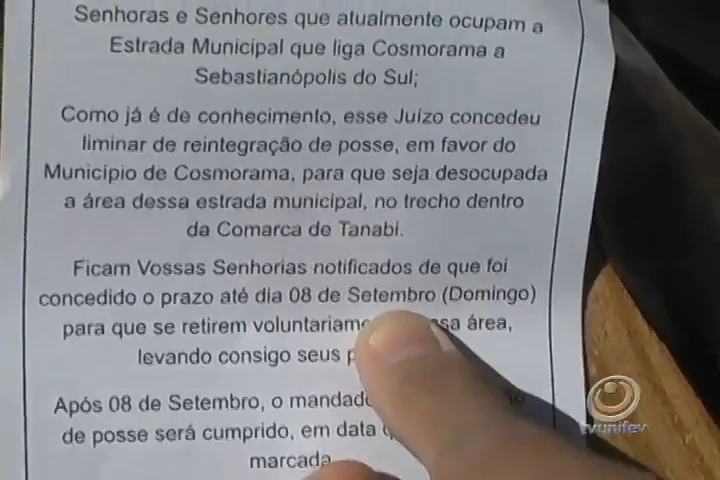 Senhoras e Senhores que atualmente ocupam a
Estrada Municipal que liga Cosmorama a
Sebastianópolis do Sul;
Como já é de conhecimento, esse Juízo concedeu
liminar de reintegração de posse, em favor do
Município de Cosmorama, para que seja desocupada
a área dessa estrada municipal, no trecho dentro
da Comarca de Tanabi.
Ficam Vossas Senhorias notificados de que foi
concedido o prazo até dia 08 de Setembro (Domingo)
para que se retirem voluntariame sa área,
levando consigo seus p
Após 08 de Setembro, o mandado
de posse será cumprido, em data
marcada
tvunifev